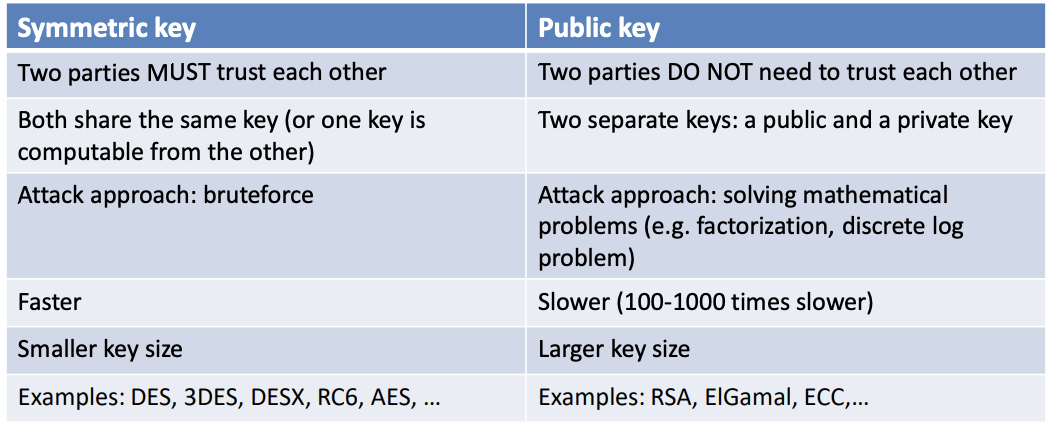 Symmetric key
Public key
Two parties MUST trust each other
Two parties DO NOT need to trust each other
Both share the same key (or one key is
computable from the other)
Two separate keys: a public and a private key
Attack approach: bruteforce
Attack approach: solving mathematical
problems (e.g. factorization, discrete log
problem)
Faster
Slower (100-1000 times slower)
Smaller key size
Larger key size
Examples: DES, 3DES, DESX, RC6, AES, ...
Examples: RSA, ElGamal, ECC,...